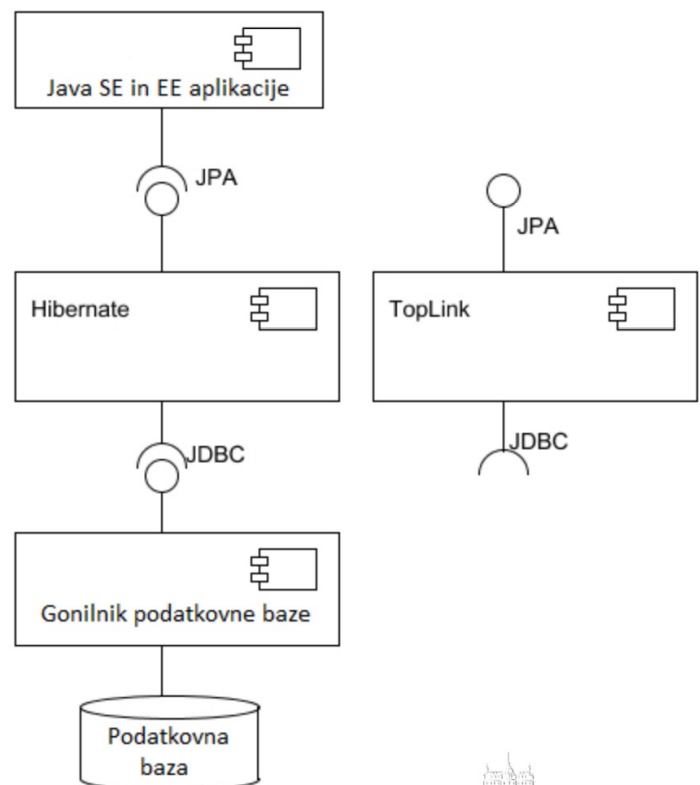 Java SE in EE aplikacije
JPA
JPA
Hibernate
TopLink
JDBC
JDBC
Gonilnik podatkovne baze
Podatkovna
baza